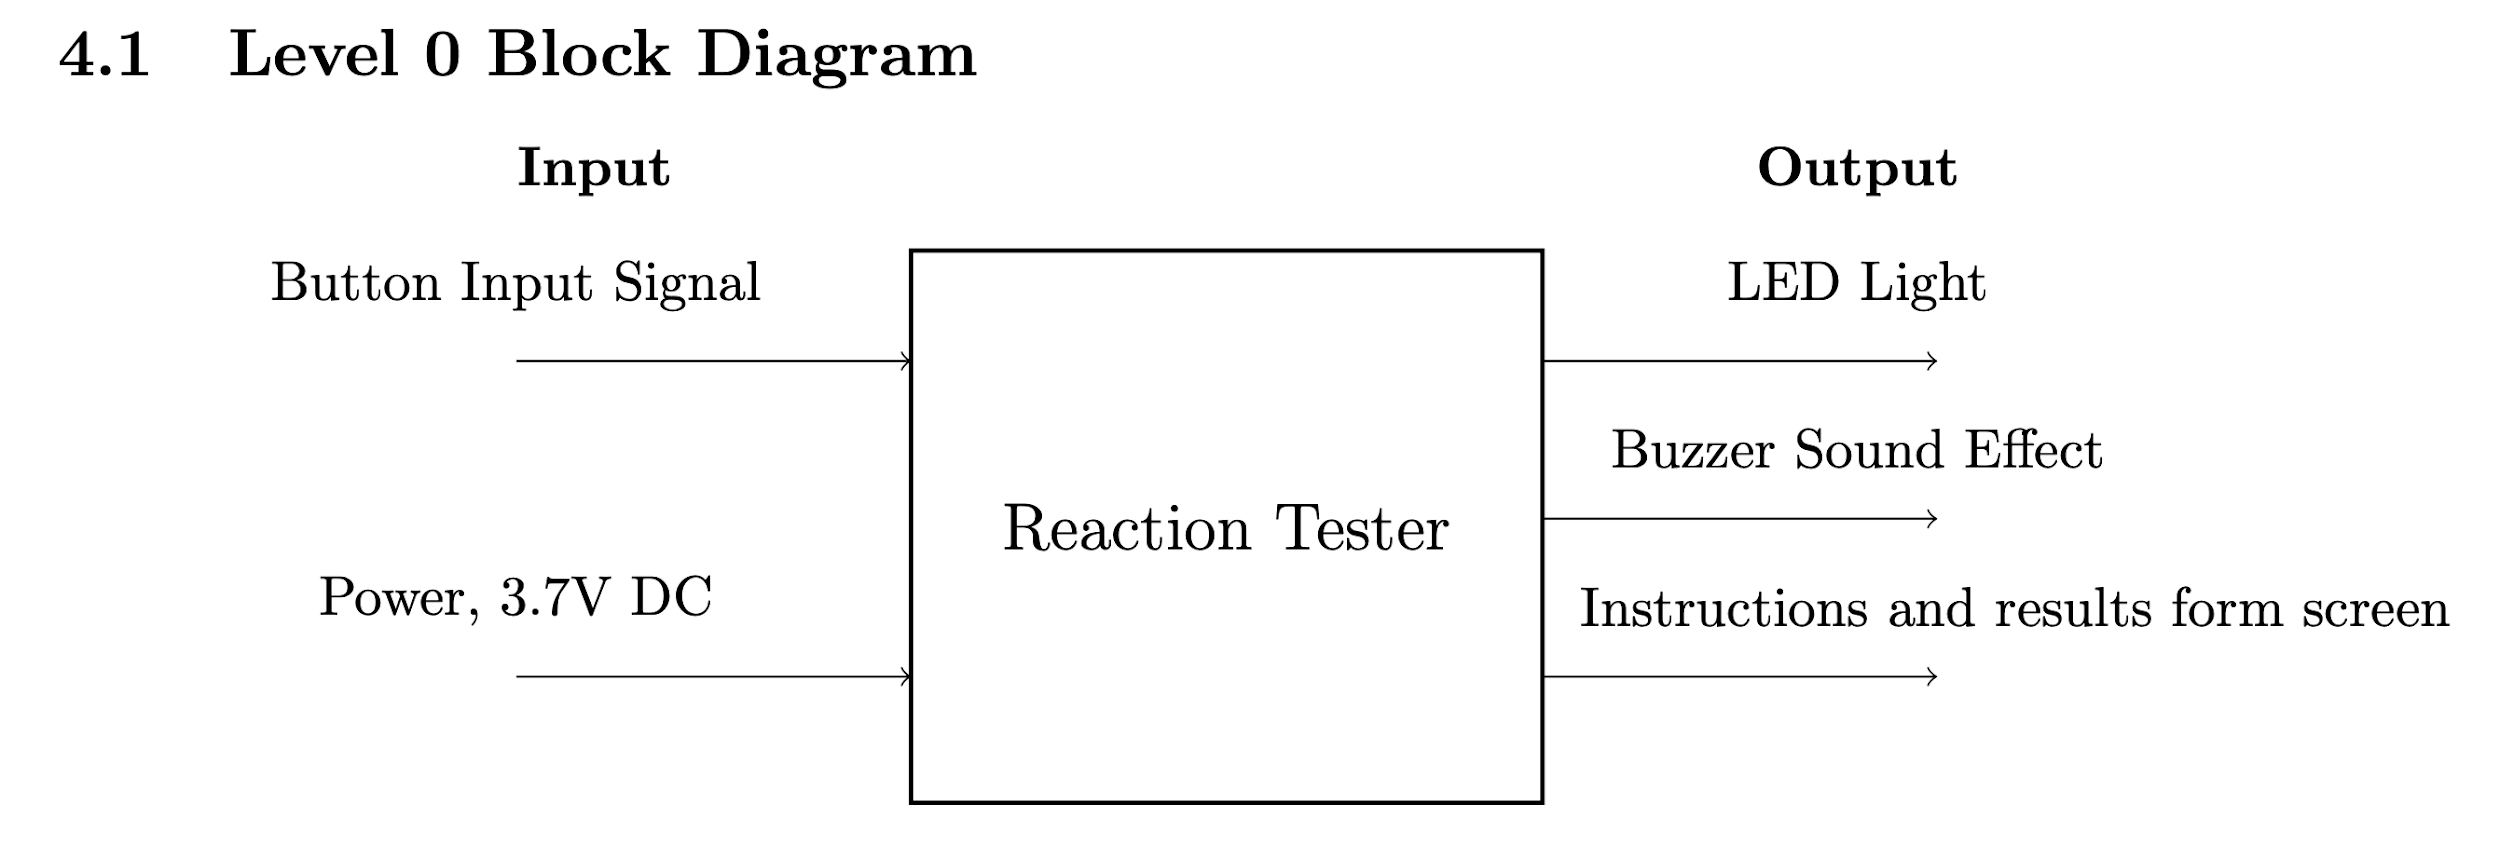 4.1 Level 0 Block Diagram
Input
Output
Button Input Signal
LED Light
Buzzer Sound Effect
Reaction Tester
Power, 3.7V DC
Instructions and results form screen